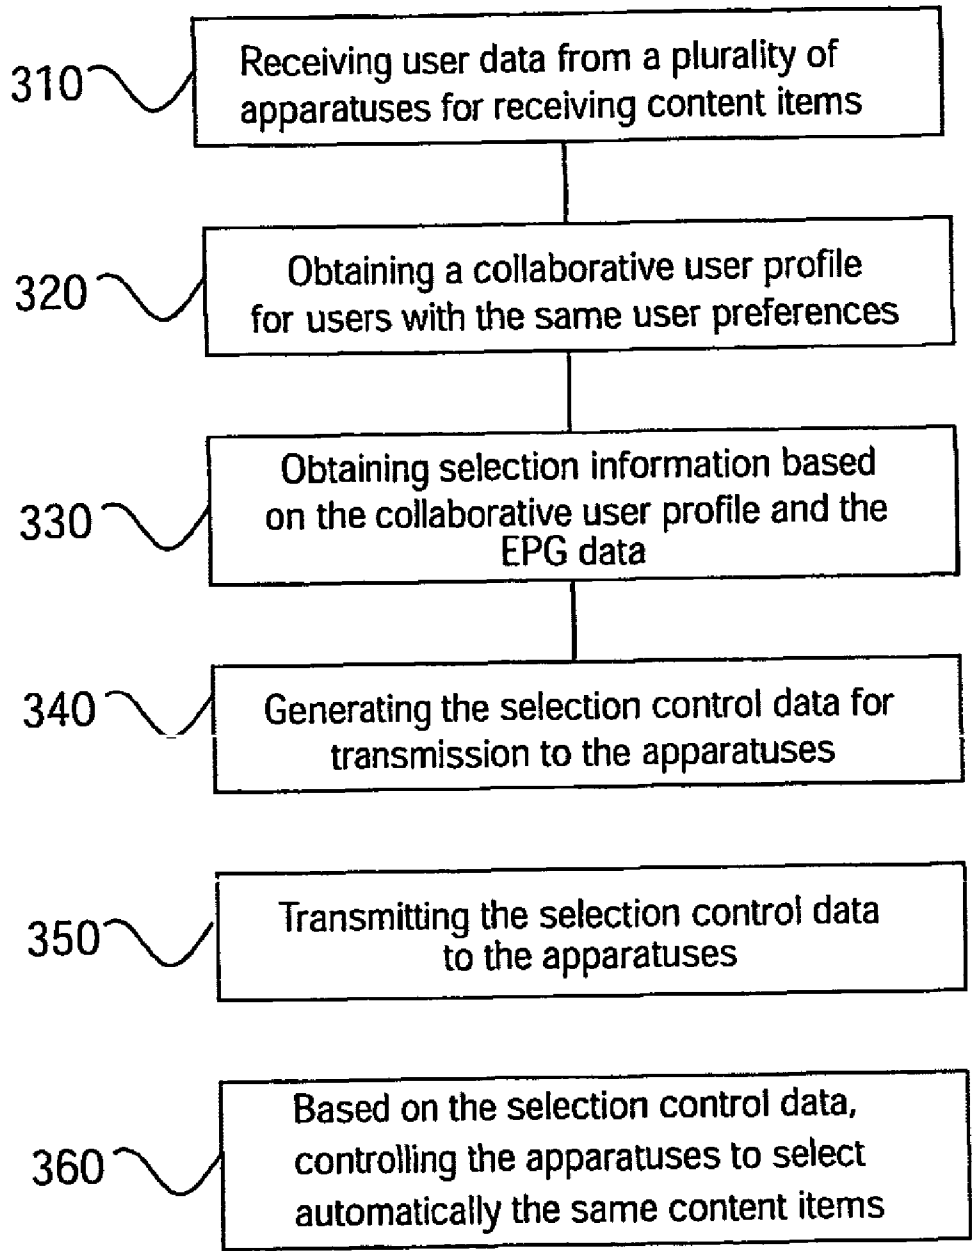 310
Receiving user data from a plurality of
apparatuses for receiving content items
320
Obtaining a collaborative user profile
for users with the same user preferences
330
Obtaining selection information based
on the collaborative user profile and the
EPG data
340
Generating the selection control data for
transmission to the apparatuses
350
Transmitting the selection control data
to the apparatuses
360
Based on the selection control data,
controlling the apparatuses to select
automatically the same content items